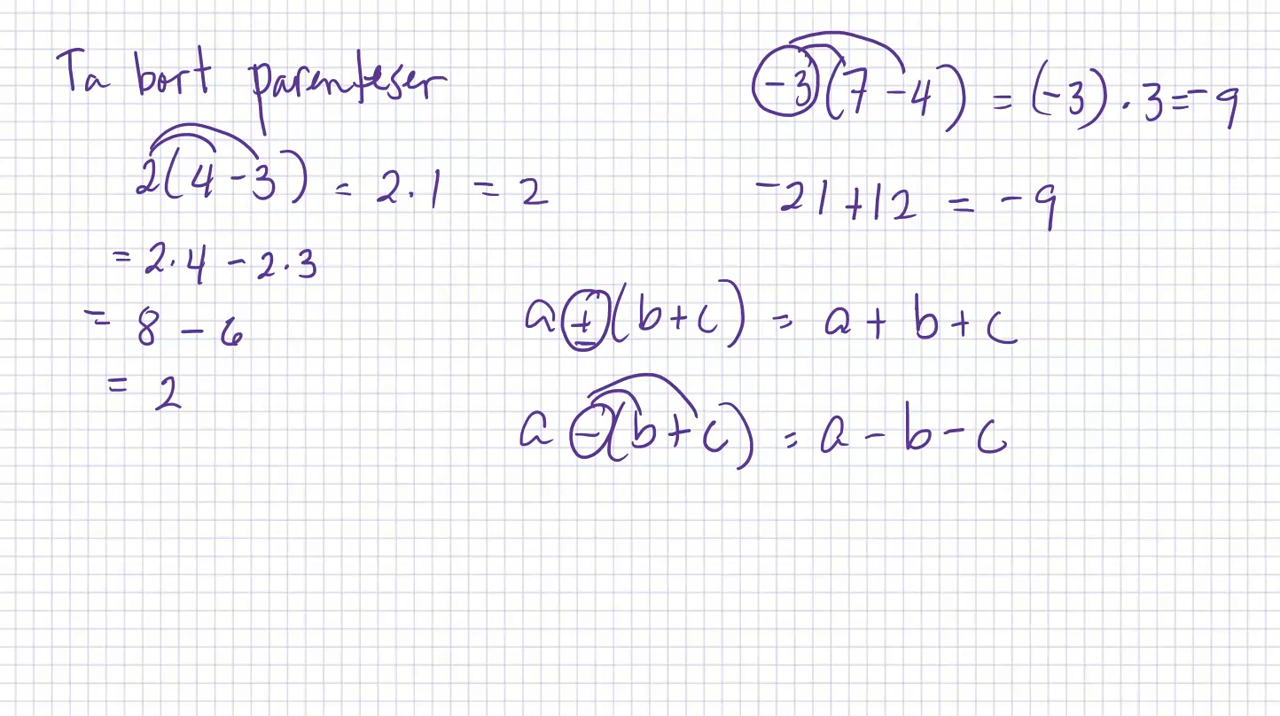 Ta bort parenteser
2(4-3) = 2·1 = 2
= 2·4 - 2·3
= 8 - 6
= 2
-3(7-4) = (-3)·3 = -9
-21+12 = -9
a+(b+c) = a+b+c
a-(b+c) = a-b-c